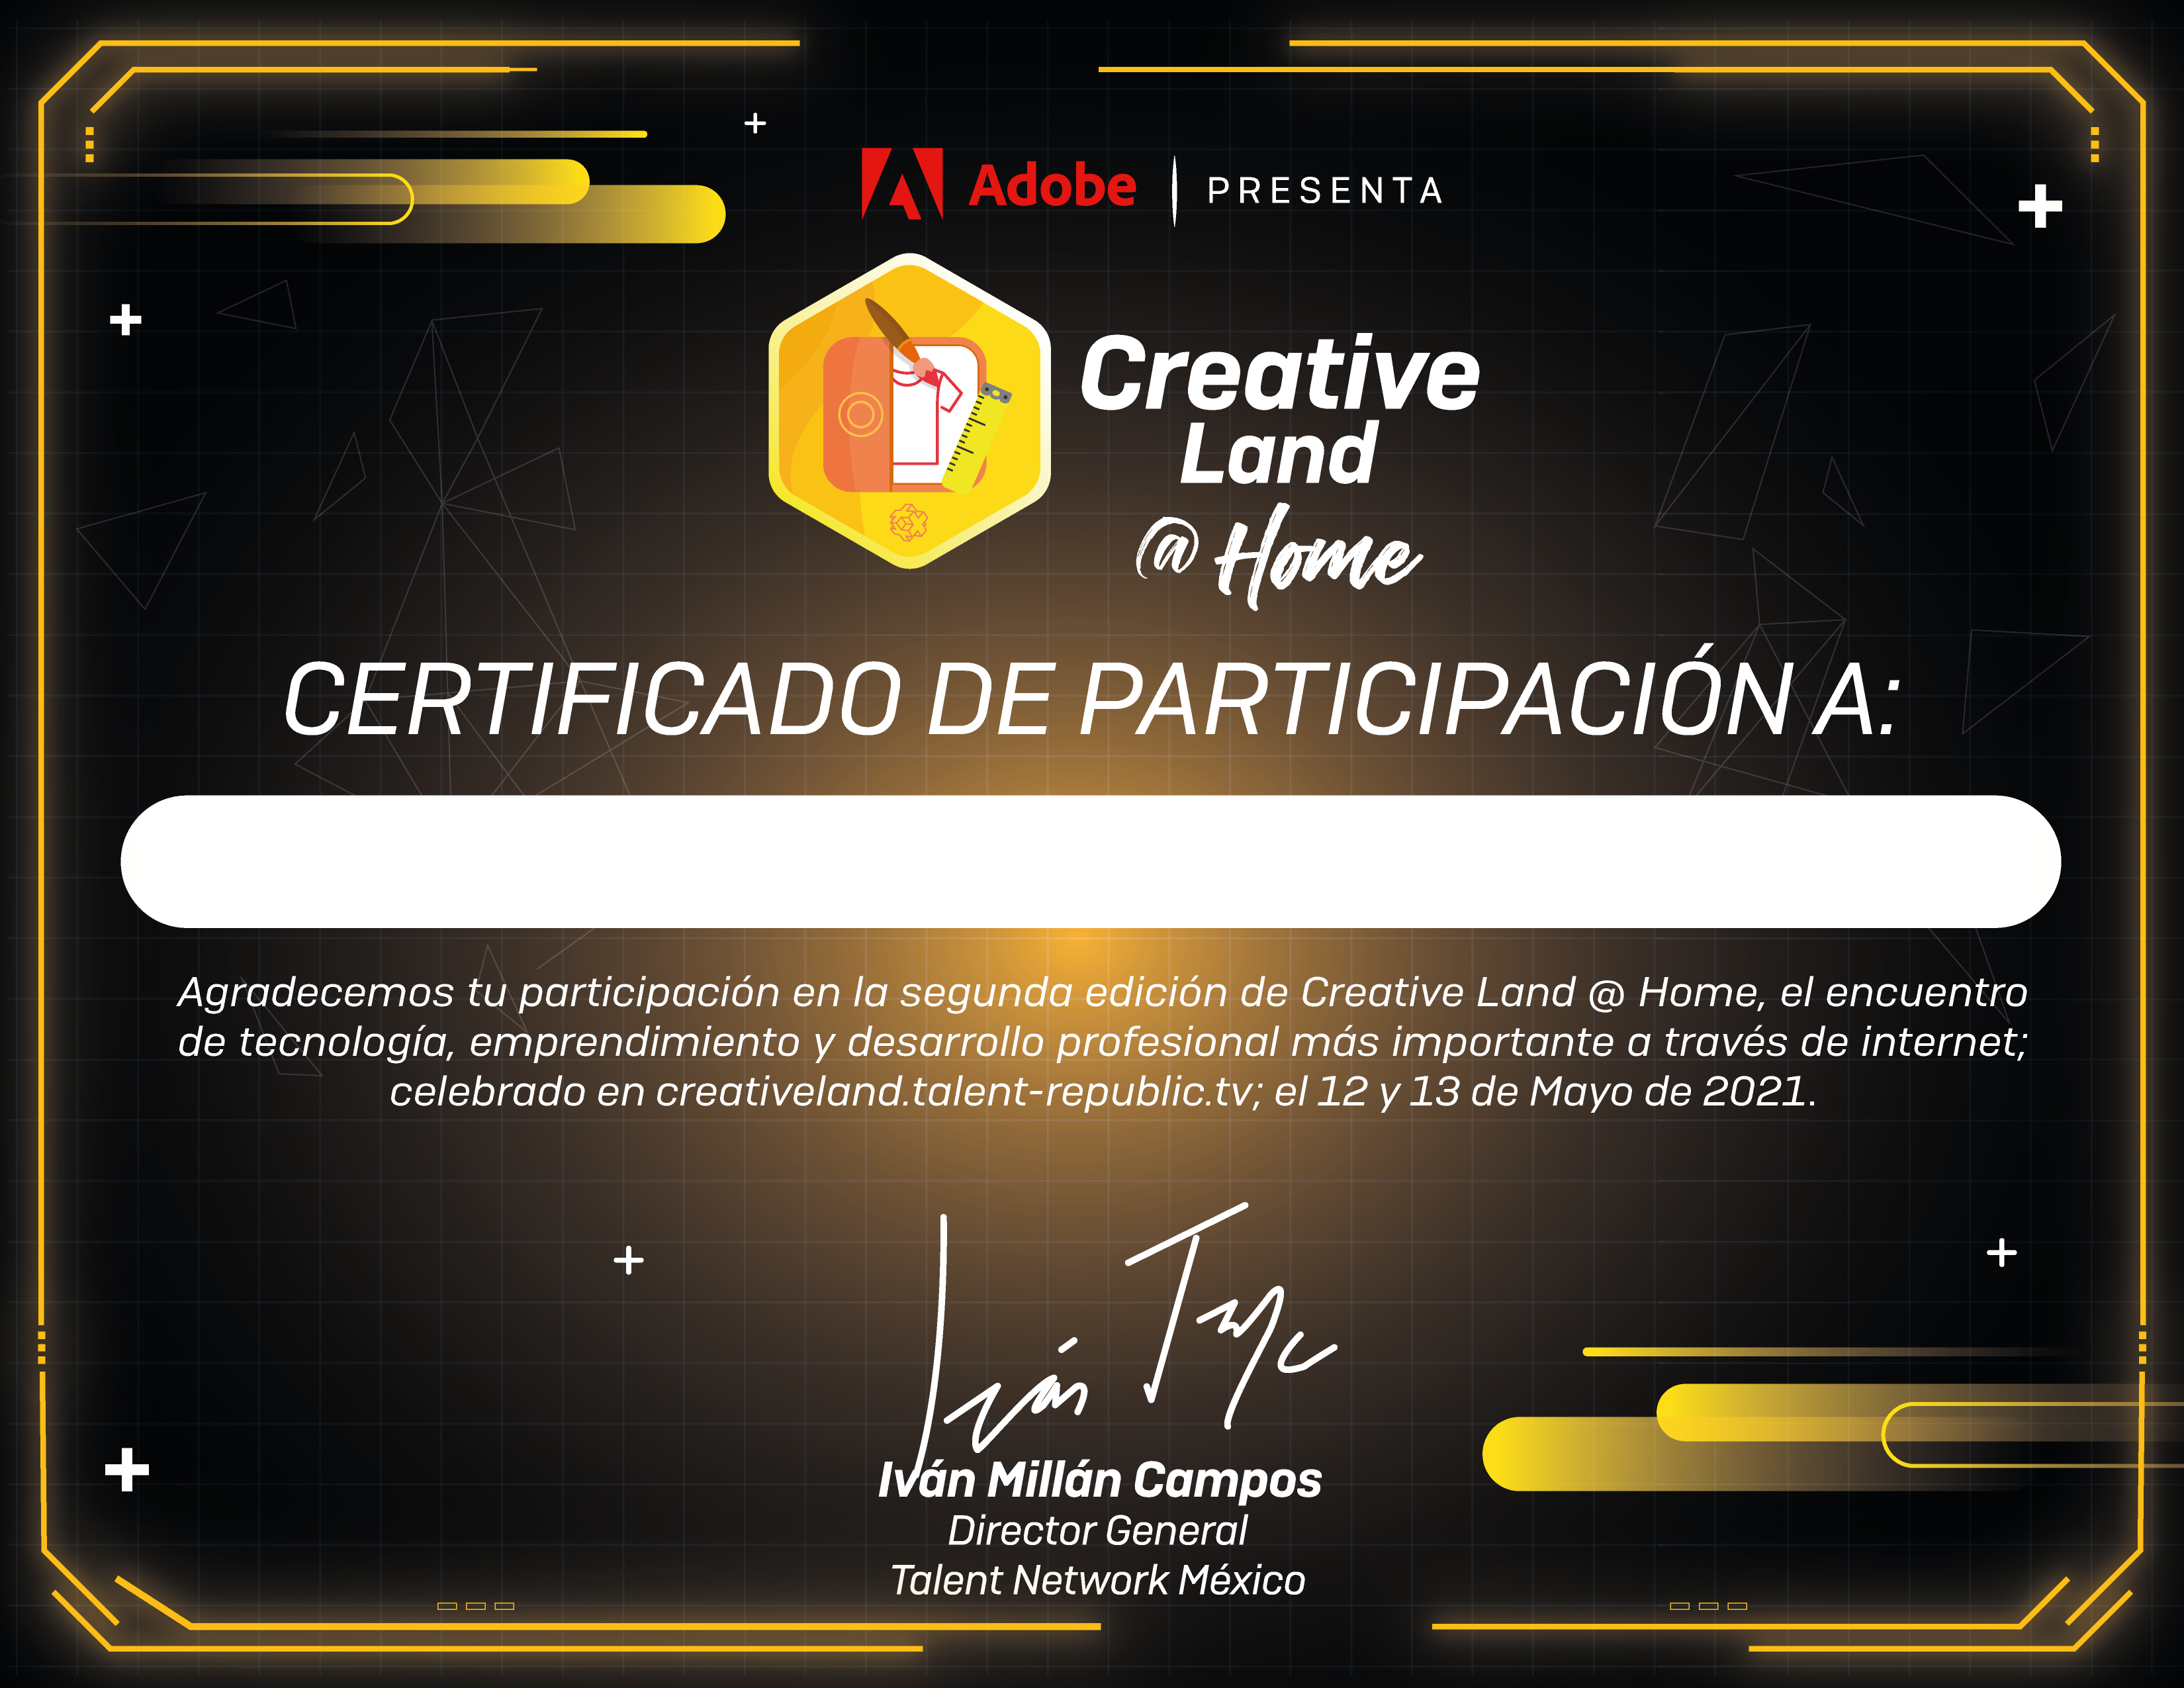 Adobe | PRESENTA
Creative
Land
@ Home
CERTIFICADO DE PARTICIPACIÓN A:
Agradecemos tu participación en la segunda edición de Creative Land @ Home, el encuentro
de tecnología, emprendimiento y desarrollo profesional más importante a través de internet;
celebrado en creativeland.talent-republic.tv; el 12 y 13 de Mayo de 2021.
Iván Millán Campos
Director General
Talent Network México